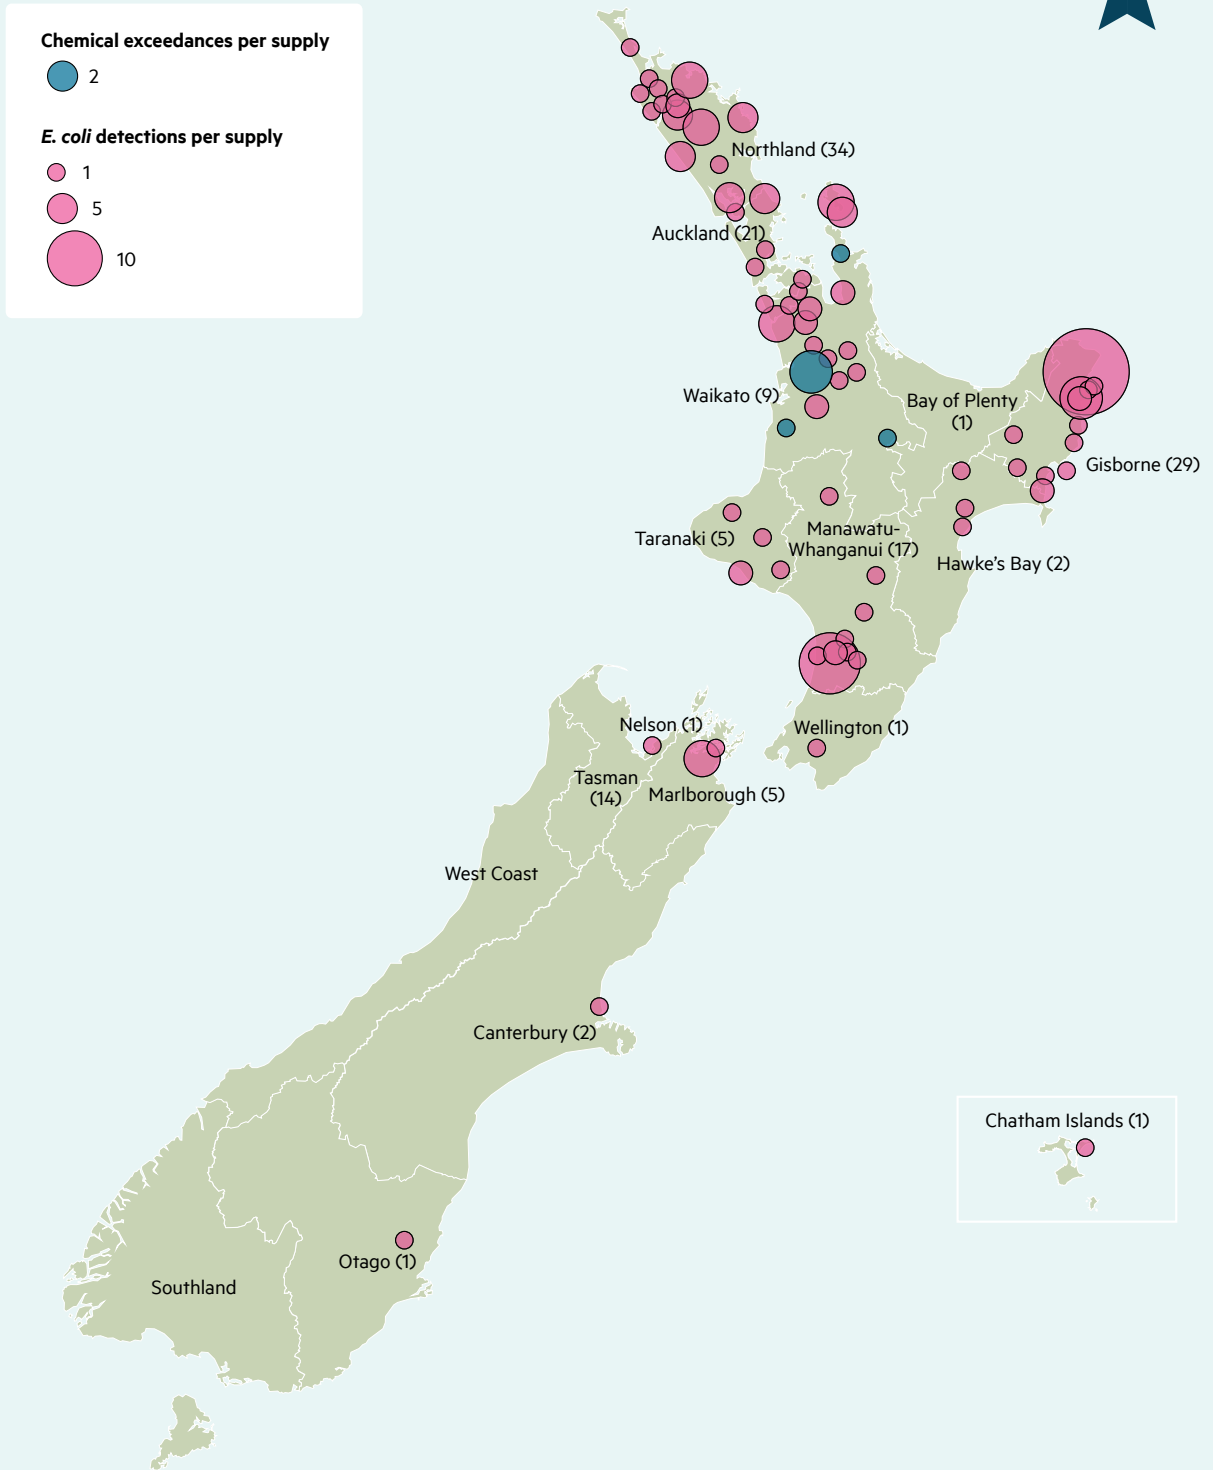 Chemical exceedances per supply
2
E. coli detections per supply
1
5
10
Northland (34)
Auckland (21)
Waikato (9)
Bay of Plenty
(1)
Gisborne (29)
Taranaki (5)
Manawatu-
Whanganui (17)
Hawke’s Bay (2)
Nelson (1)
Wellington (1)
Tasman
(14)
Marlborough (5)
West Coast
Canterbury (2)
Chatham Islands (1)
Otago (1)
Southland